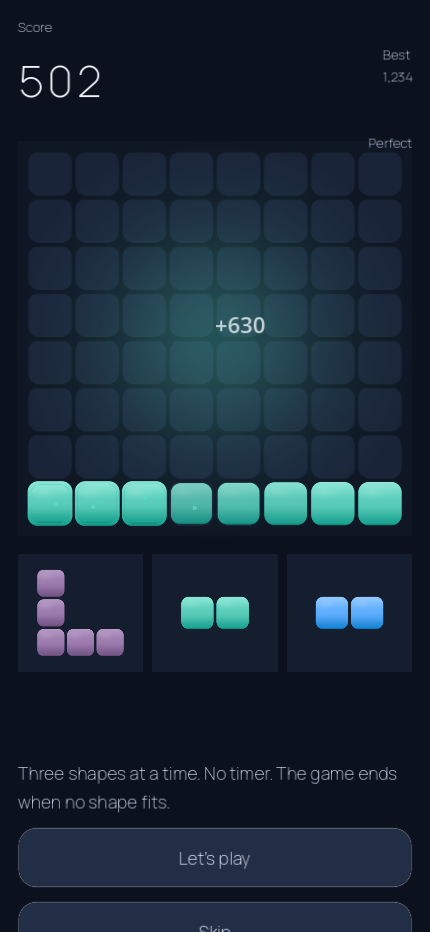 Score
502
Best
1,234
Perfect
+630
Three shapes at a time. No timer. The game ends
when no shape fits.
Let's play
Skip